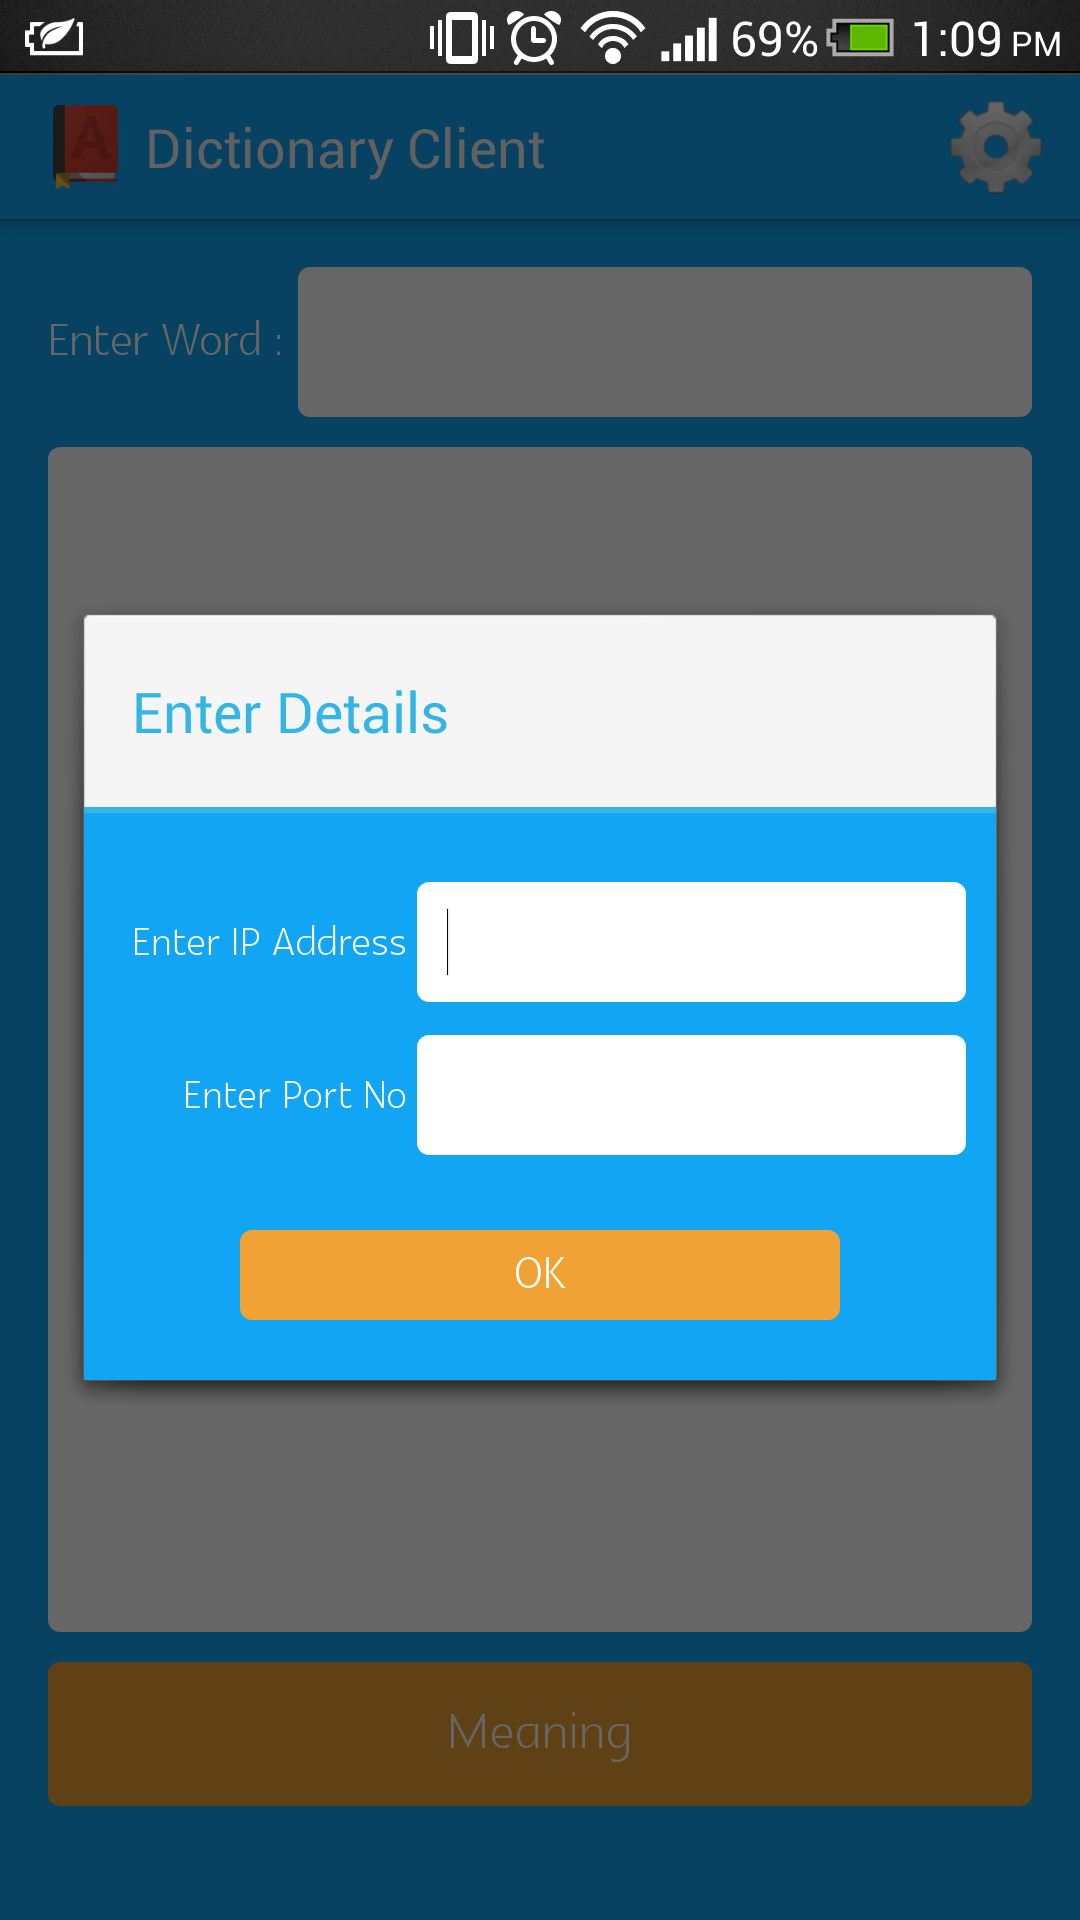 69% 1:09 PM
A Dictionary Client
Enter Word :
Enter Details
Enter IP Address
Enter Port No
OK
Meaning